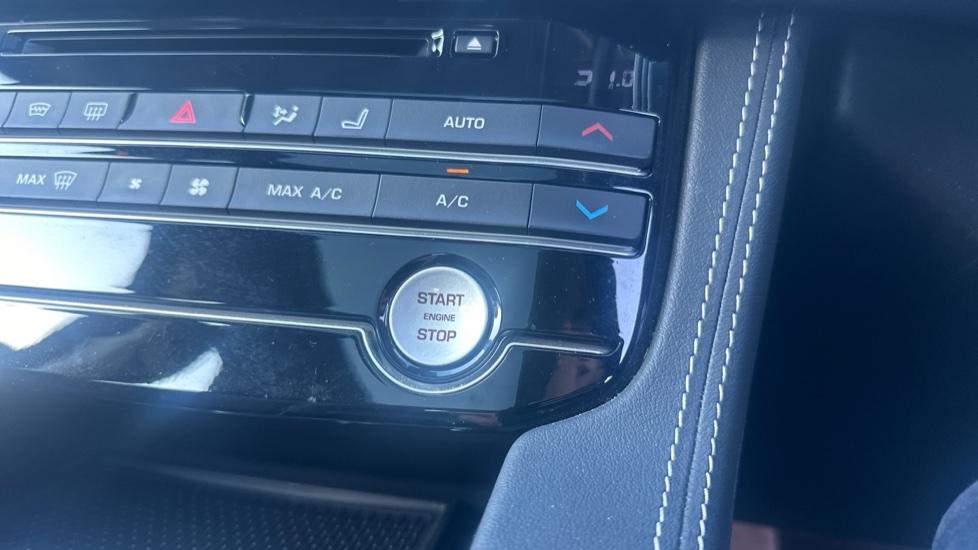 AUTO
MAX
MAX A/C
A/C
START
ENGINE
STOP